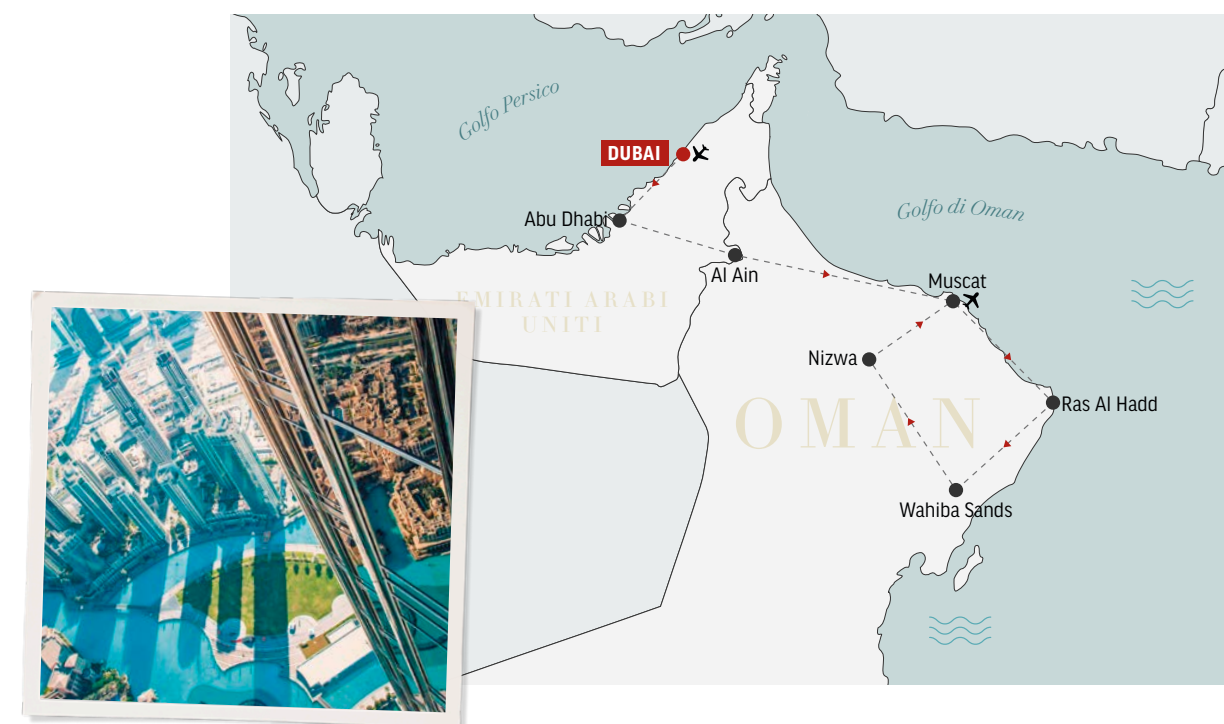 Golfo Persico
DUBAI
Abu Dhabi
Golfo di Oman
Al Ain
Muscat
EMIRATI ARABI
UNITI
Nizwa
OMAN
Ras Al Hadd
Wahiba Sands